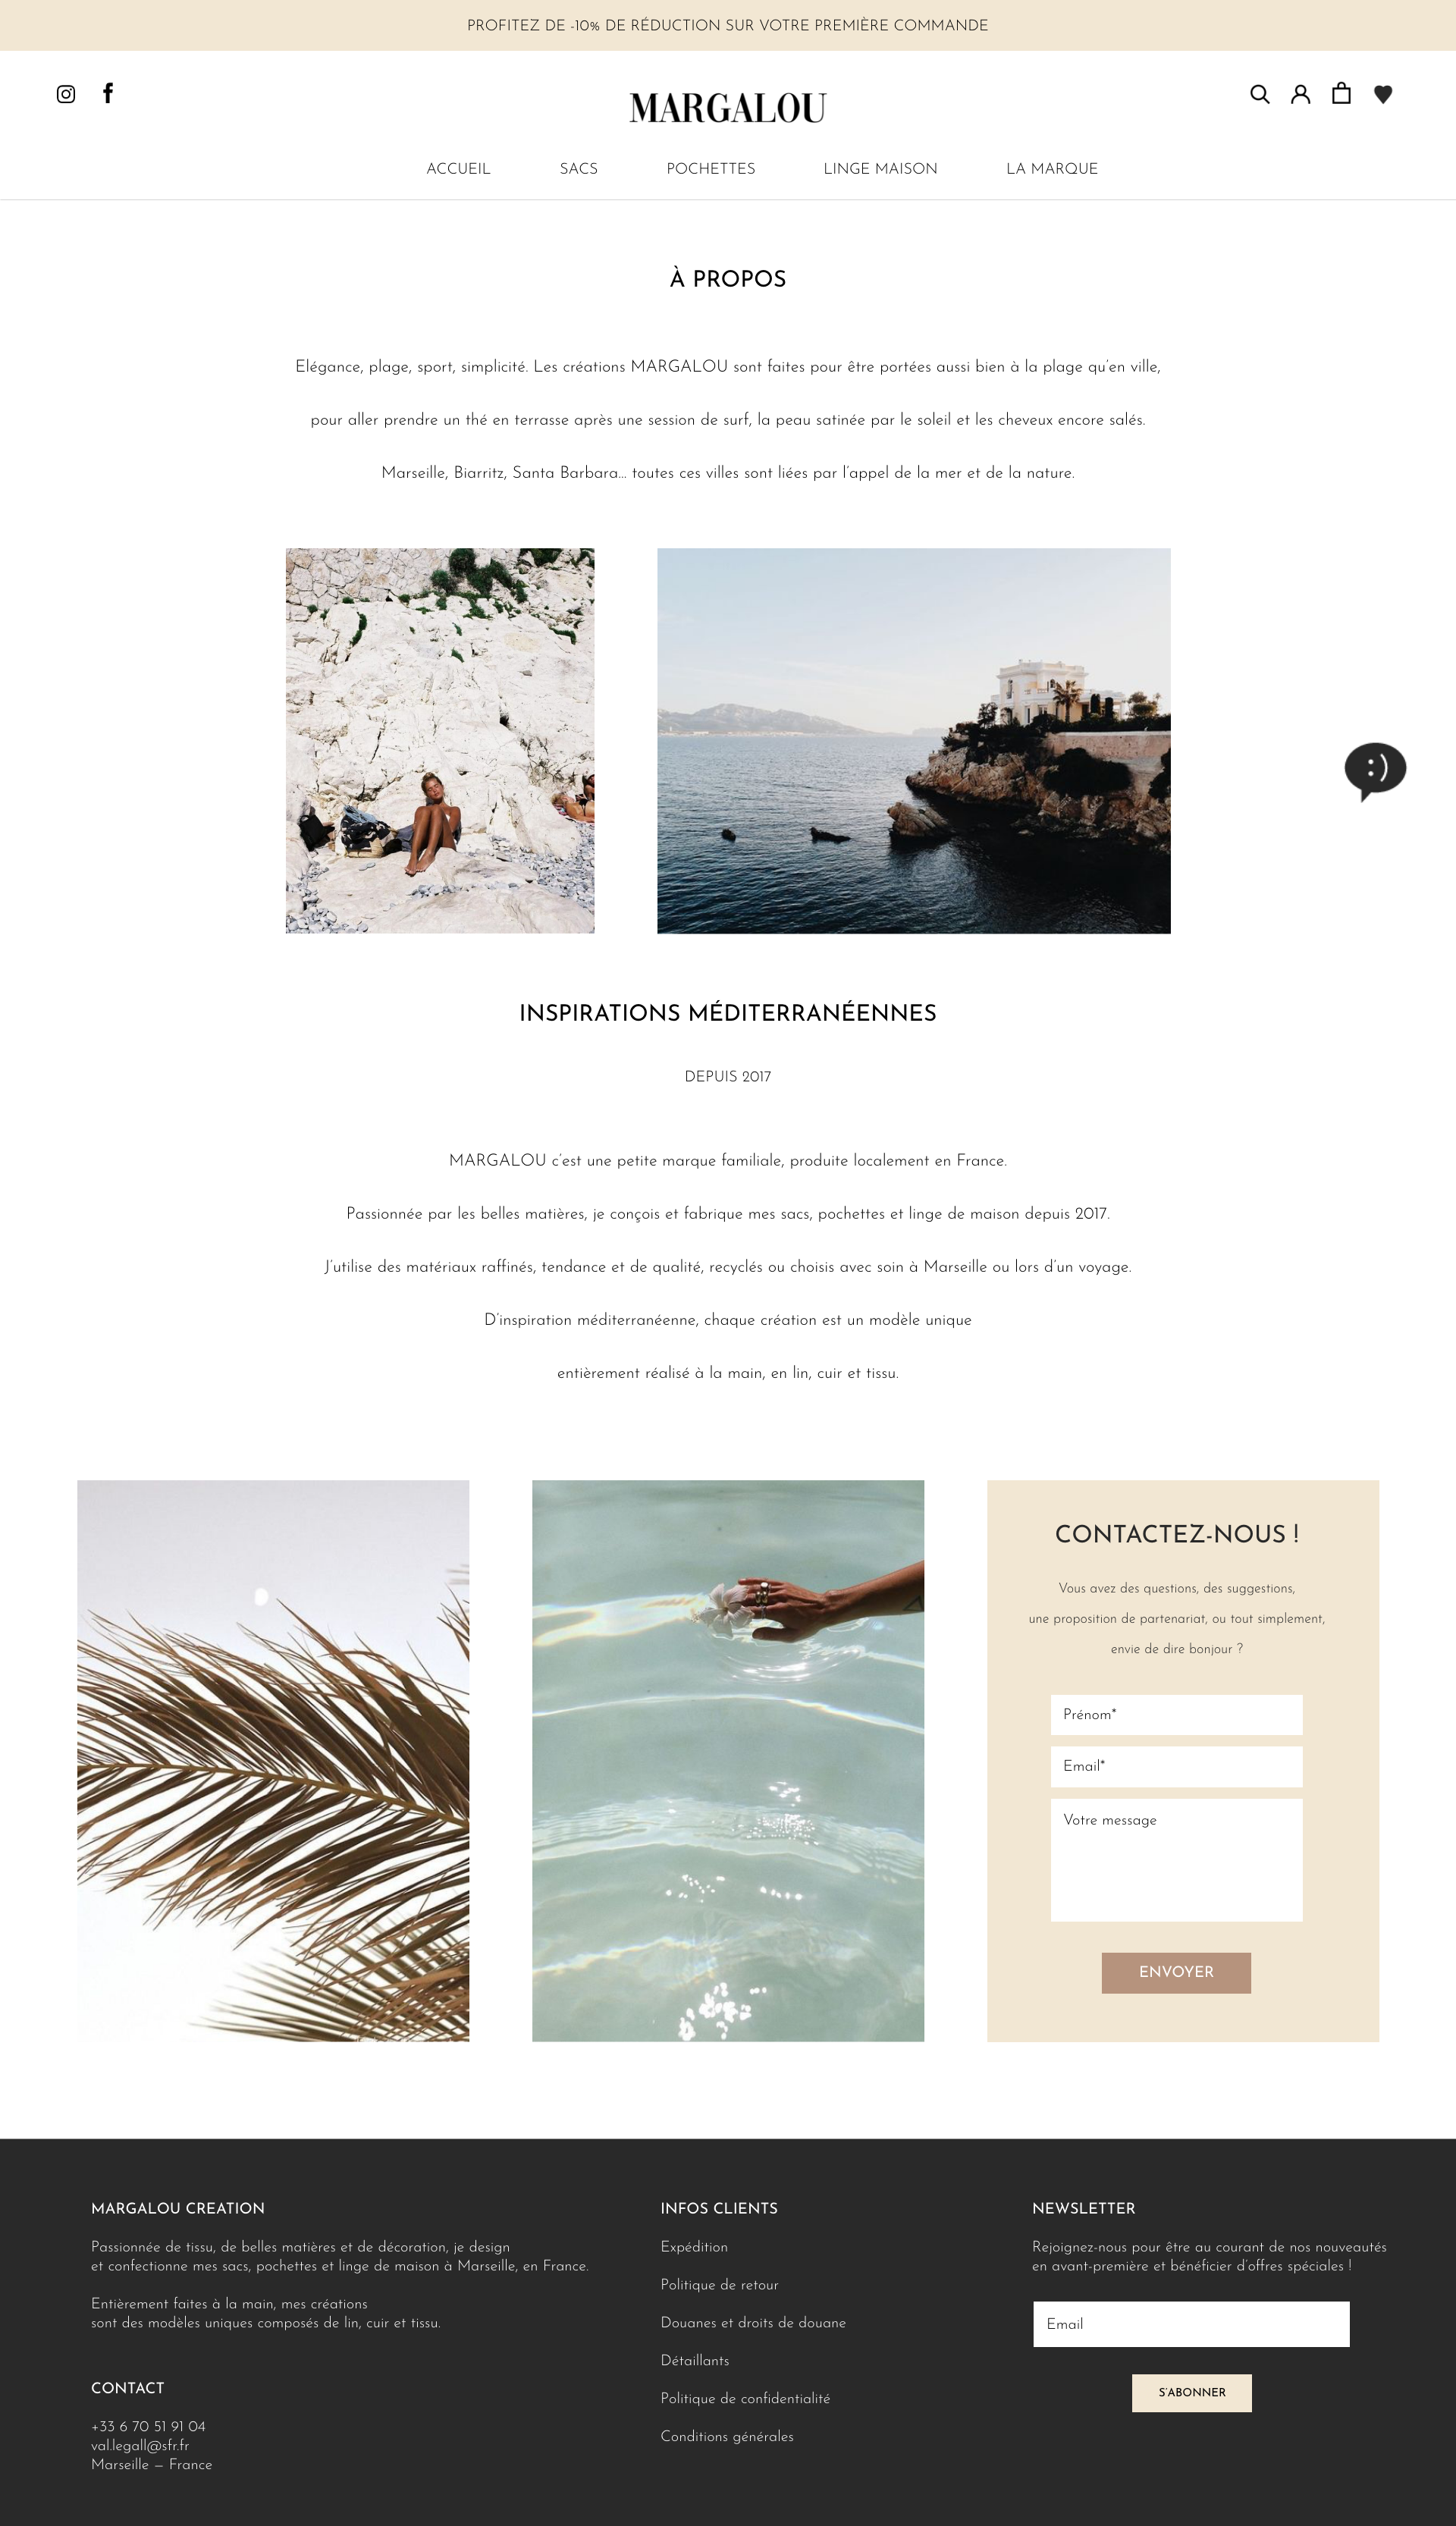 PROFITEZ DE -10% DE RÉDUCTION SUR VOTRE PREMIÈRE COMMANDE
MARGALOU
ACCUEIL
SACS
POCHETTES
LINGE MAISON
LA MARQUE
À PROPOS
Elégance, plage, sport, simplicité. Les créations MARGALOU sont faites pour être portées aussi bien à la plage qu'en ville,
pour aller prendre un thé en terrasse après une session de surf, la peau satinée par le soleil et les cheveux encore salés.
Marseille, Biarritz, Santa Barbara... toutes ces villes sont liées par l'appel de la mer et de la nature.
:)
INSPIRATIONS MÉDITERRANÉENNES
DEPUIS 2017
MARGALOU c'est une petite marque familiale, produite localement en France.
Passionnée par les belles matières, je conçois et fabrique mes sacs, pochettes et linge de maison depuis 2017.
J'utilise des matériaux raffinés, tendance et de qualité, recyclés ou choisis avec soin à Marseille ou lors d'un voyage.
D'inspiration méditerranéenne, chaque création est un modèle unique
entièrement réalisé à la main, en lin, cuir et tissu.
CONTACTEZ-NOUS !
Vous avez des questions, des suggestions,
une proposition de partenariat, ou tout simplement,
envie de dire bonjour ?
Prénom*
Email*
Votre message
ENVOYER
MARGALOU CREATION
Passionnée de tissu, de belles matières et de décoration, je design
et confectionne mes sacs, pochettes et linge de maison à Marseille, en France.
Entièrement faites à la main, mes créations
sont des modèles uniques composés de lin, cuir et tissu.
CONTACT
+33 6 70 51 91 04
val.legall@sfr.fr
Marseille – France
INFOS CLIENTS
Expédition
Politique de retour
Douanes et droits de douane
Détaillants
Politique de confidentialité
Conditions générales
NEWSLETTER
Rejoignez-nous pour être au courant de nos nouveautés
en avant-première et bénéficier d'offres spéciales !
Email
S'ABONNER